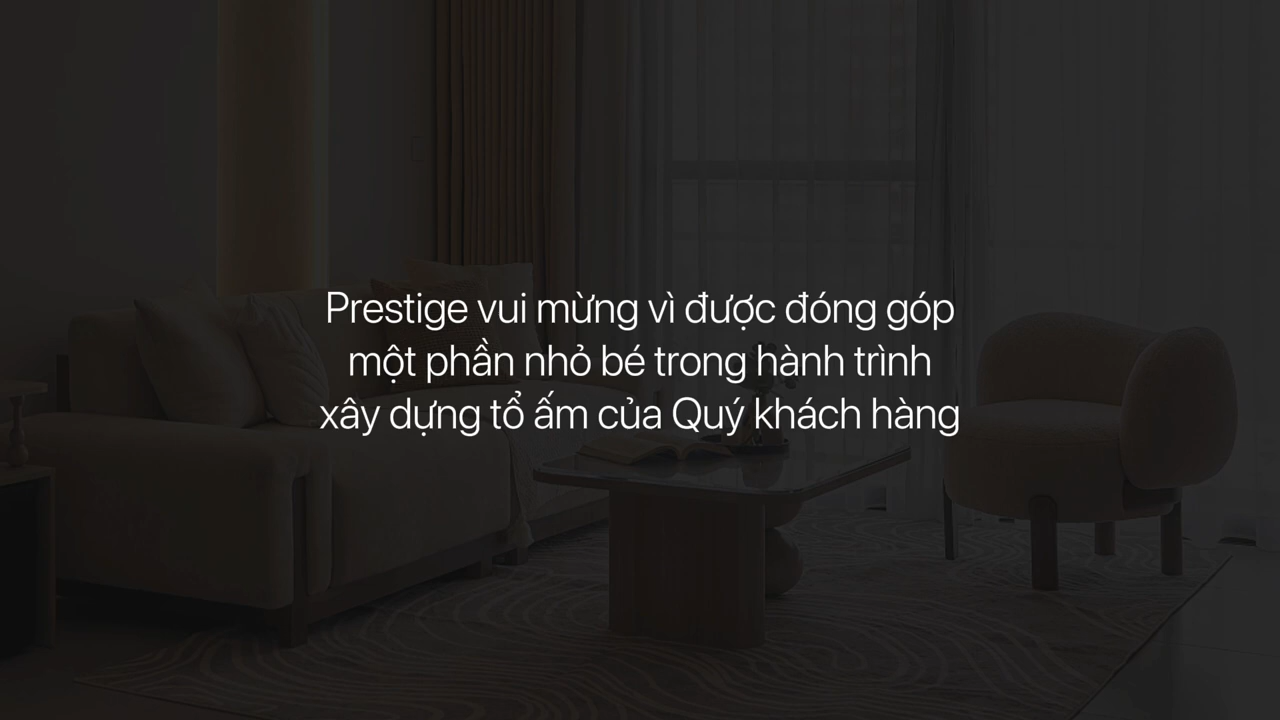 Prestige vui mừng vì được đóng góp
một phần nhỏ bé trong hành trình
xây dựng tổ ấm của Quý khách hàng